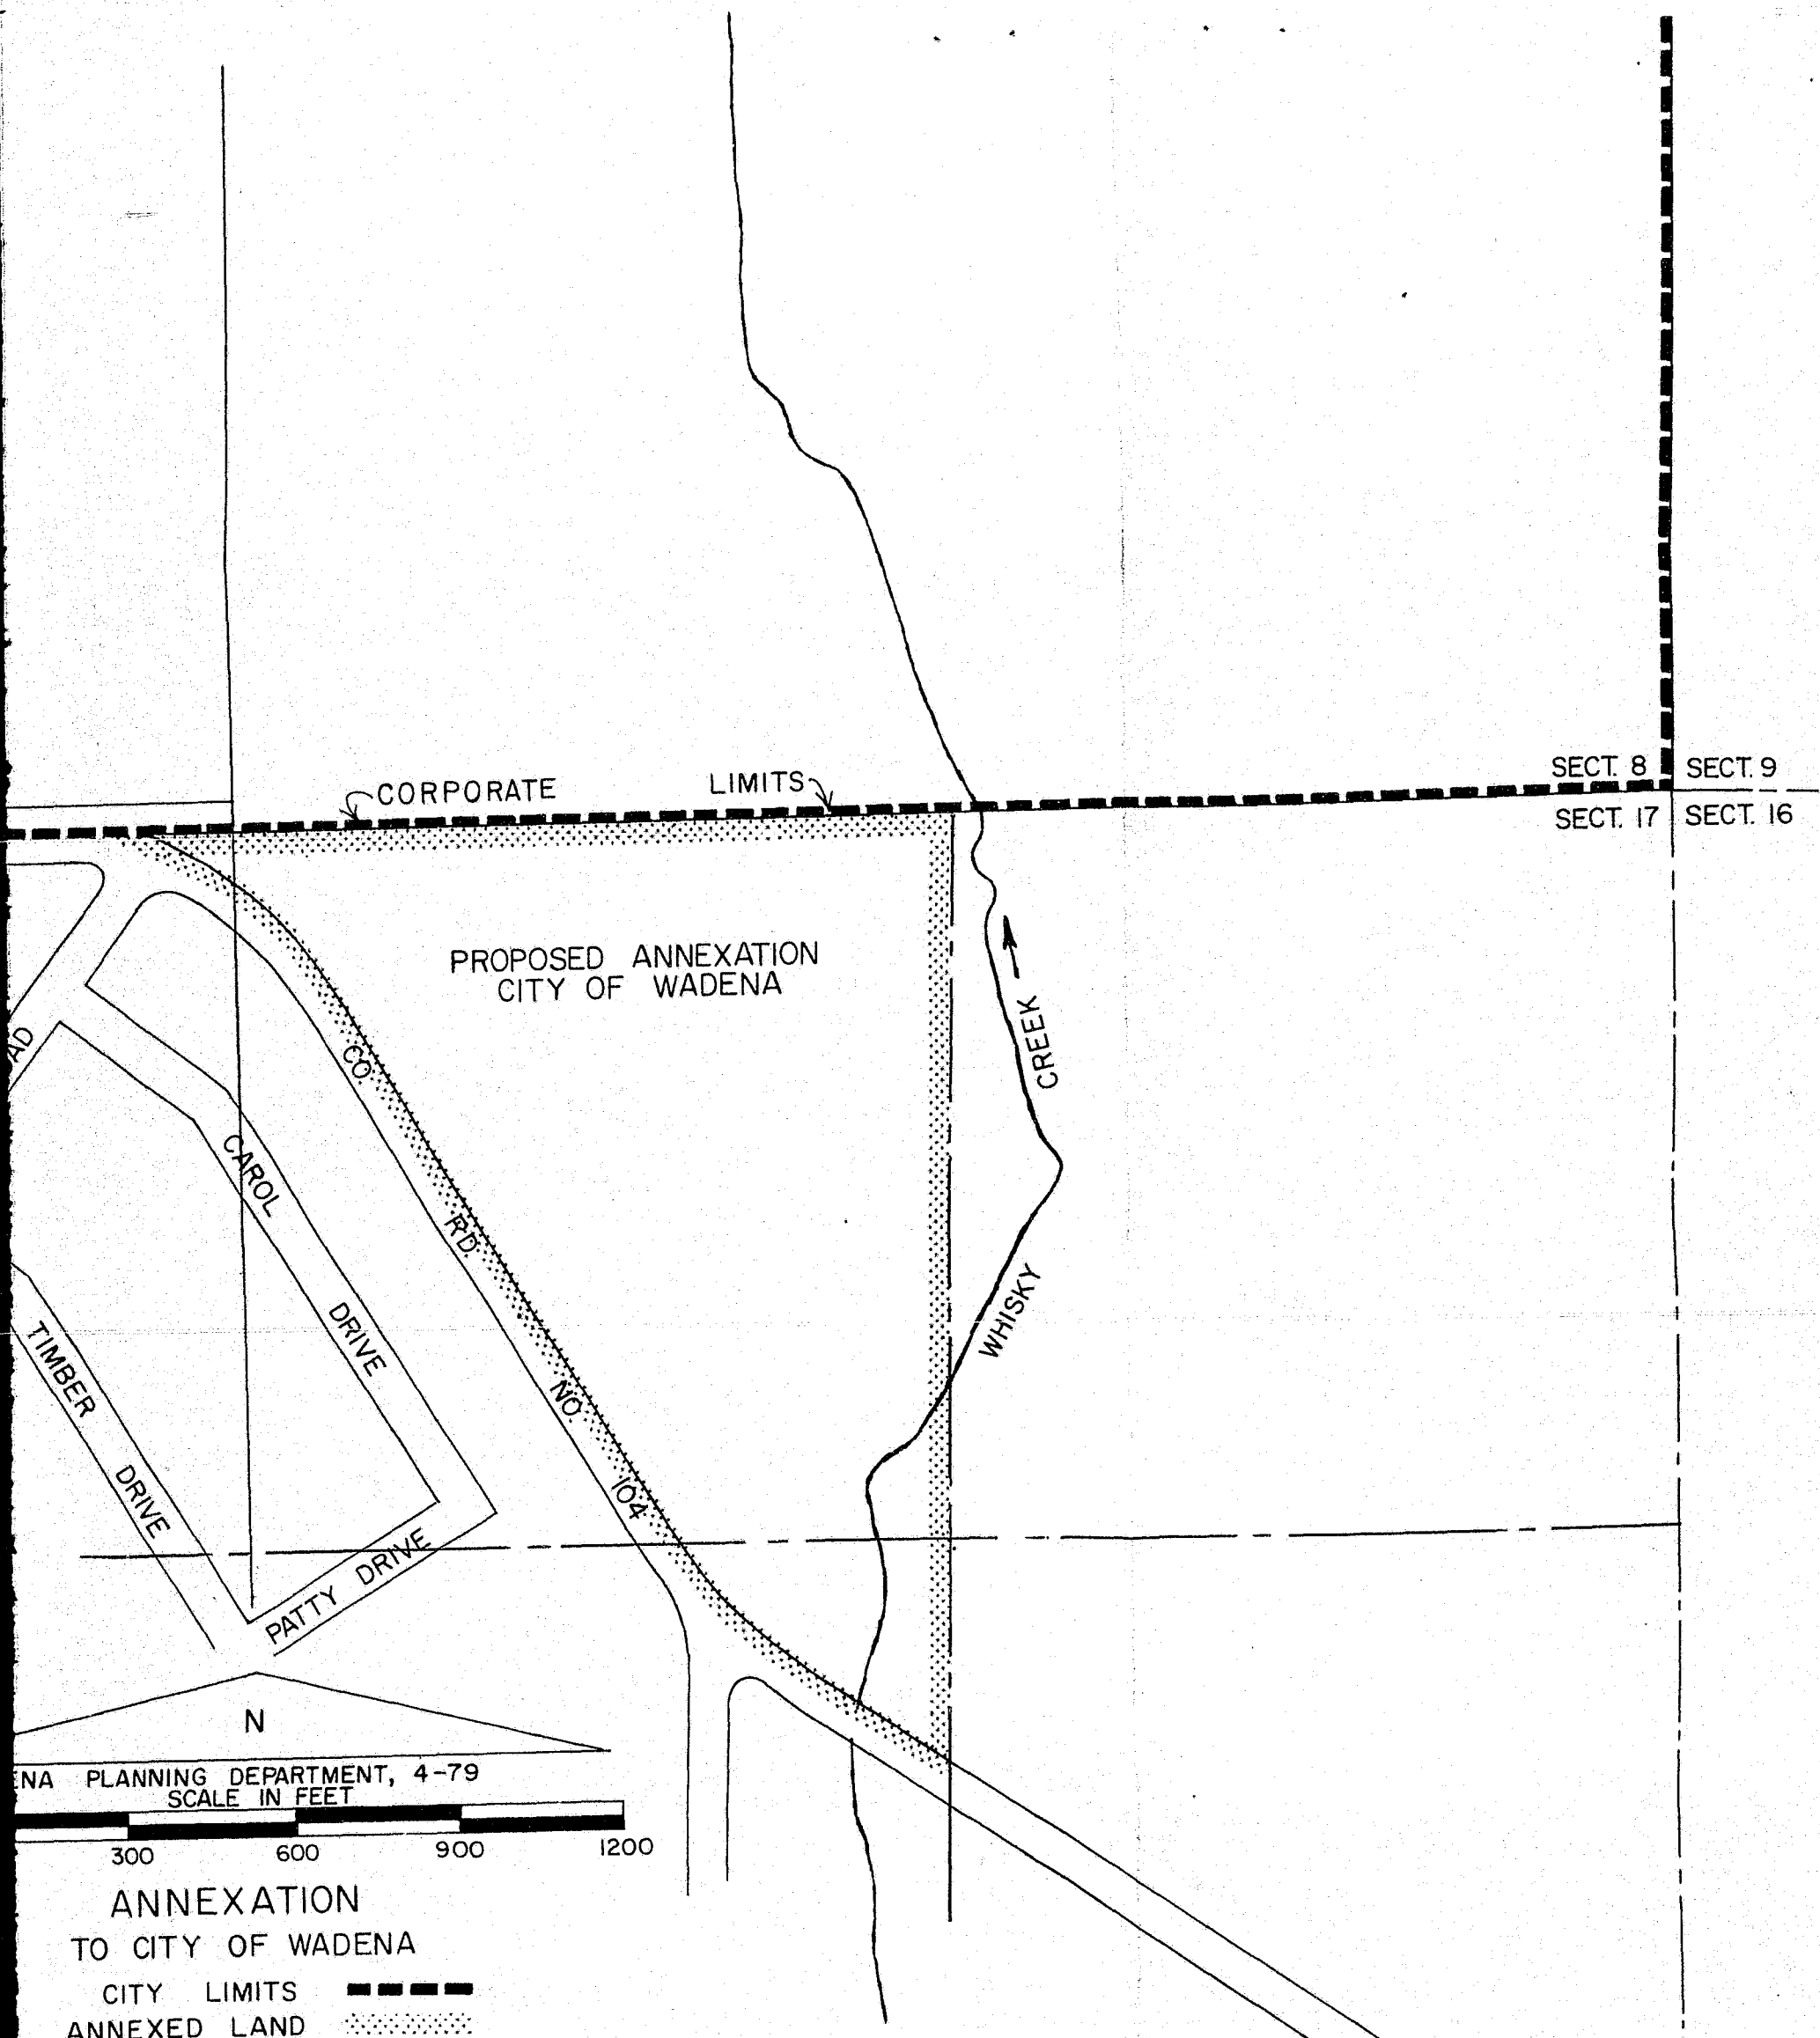 CORPORATE LIMITS
SECT. 8 SECT. 9
SECT. 17 SECT. 16
PROPOSED ANNEXATION
CITY OF WADENA
CREEK
WHISKY
CO. RD. NO. 104
CAROL DRIVE
TIMBER DRIVE
PATTY DRIVE
N
PLANNING DEPARTMENT, 4-79
SCALE IN FEET
300 600 900 1200
ANNEXATION
TO CITY OF WADENA
CITY LIMITS
ANNEXED LAND